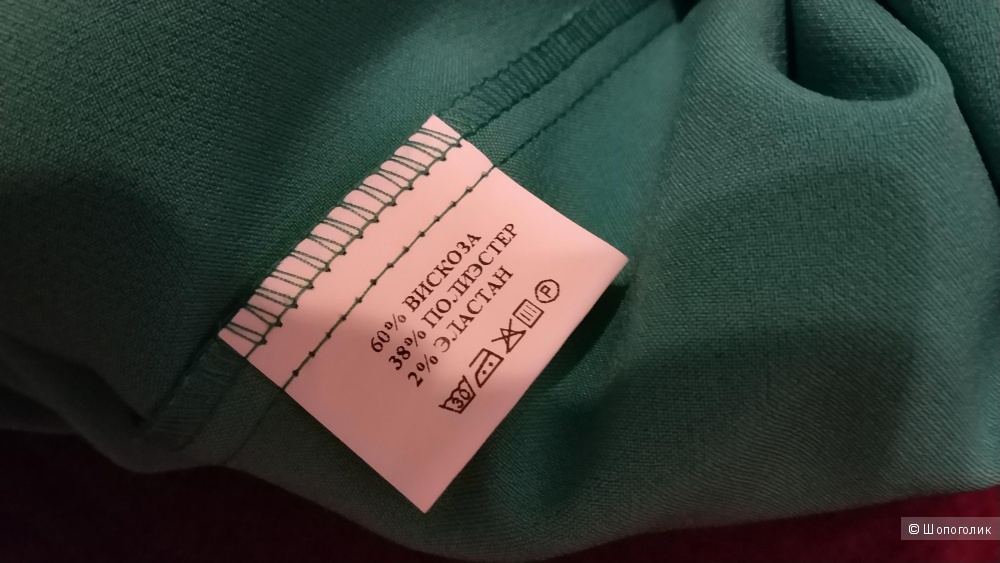 60% ВИСКОЗА
38% ПОЛИЭСТЕР
2% ЭЛАСТАН
30 P
© Шопоголик